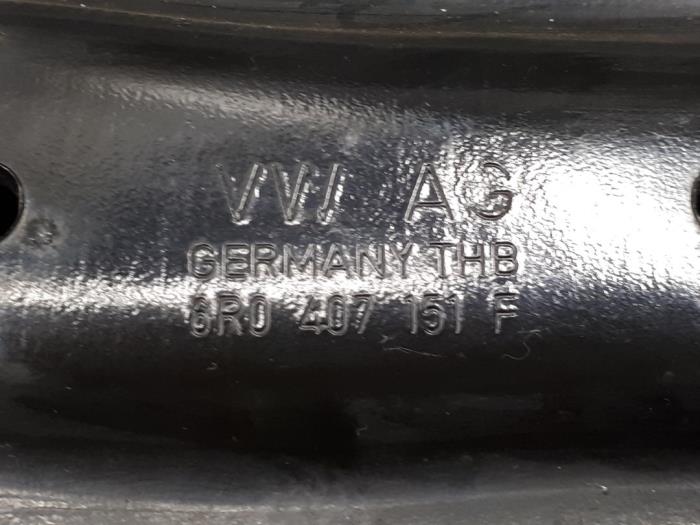 VW AG
GERMANY THB
6R0 407 151 F